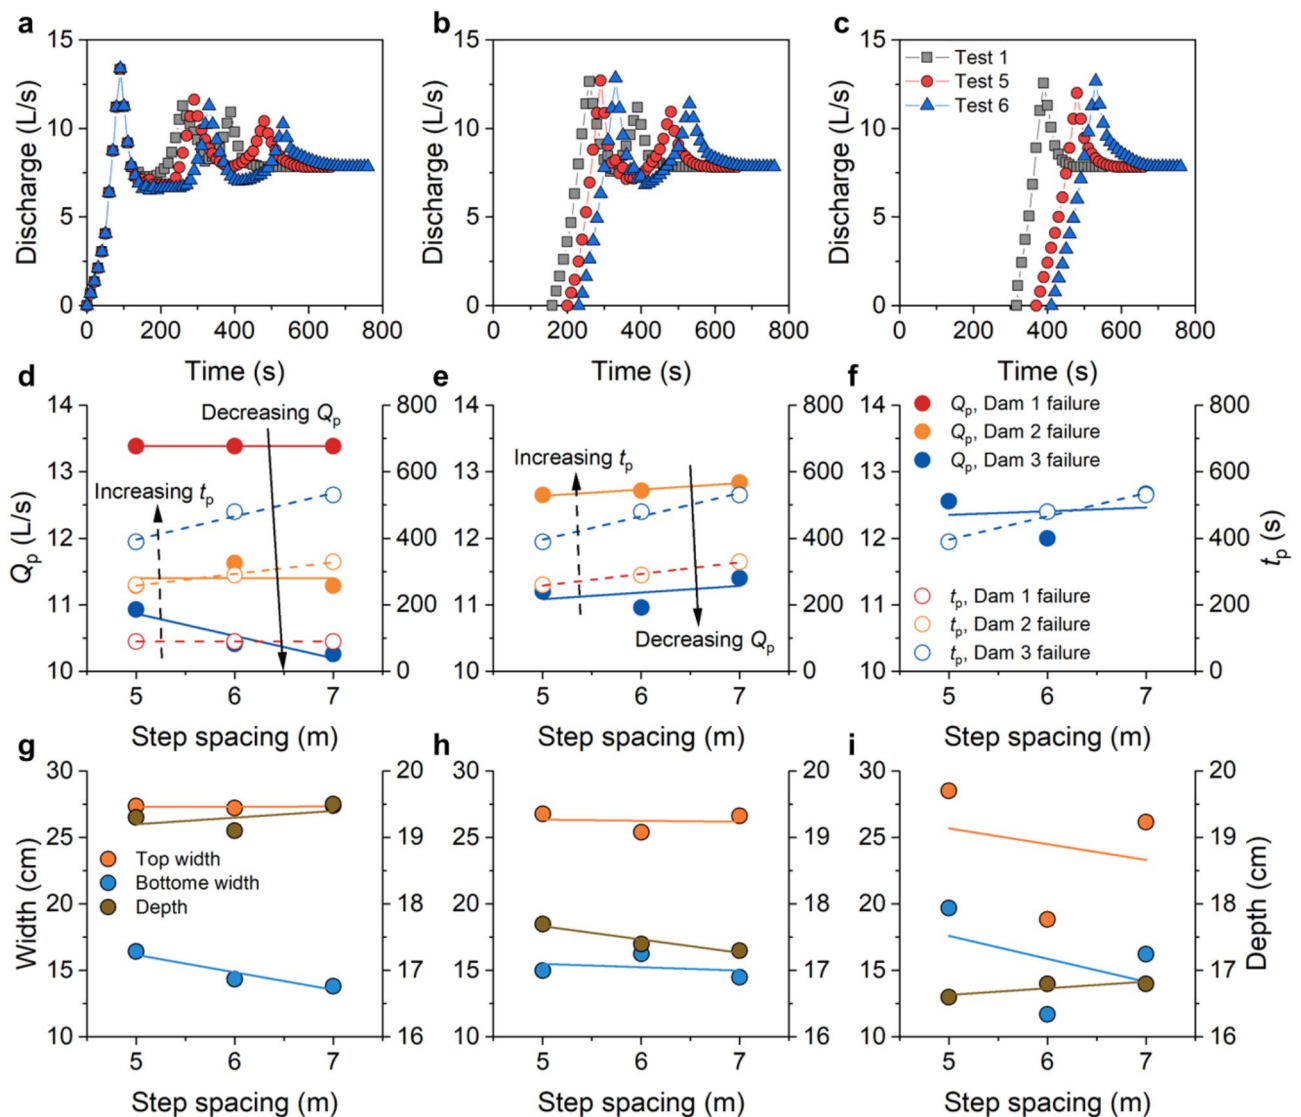 a
b
c
15
10
5
0
Discharge (L/s)
0 200 400 600 800
Time (s)
15
10
5
0
Discharge (L/s)
0 200 400 600 800
Time (s)
15
10
5
0
Discharge (L/s)
Test 1
Test 5
Test 6
0 200 400 600 800
Time (s)
d
14
13
12
11
10
Qp (L/s)
Decreasing Qp
Increasing tp
800
600
400
200
0
5 6 7
Step spacing (m)
e
14
13
12
11
10
Increasing tp
Decreasing Qp
800
600
400
200
0
5 6 7
Step spacing (m)
f
14
13
12
11
10
Qp, Dam 1 failure
Qp, Dam 2 failure
Qp, Dam 3 failure
tp, Dam 1 failure
tp, Dam 2 failure
tp, Dam 3 failure
800
600
400
200
0
tp (s)
5 6 7
Step spacing (m)
g
30
25
20
15
10
Width (cm)
Top width
Bottome width
Depth
20
19
18
17
16
5 6 7
Step spacing (m)
h
30
25
20
15
10
20
19
18
17
16
5 6 7
Step spacing (m)
i
30
25
20
15
10
20
19
18
17
16
Depth (cm)
5 6 7
Step spacing (m)